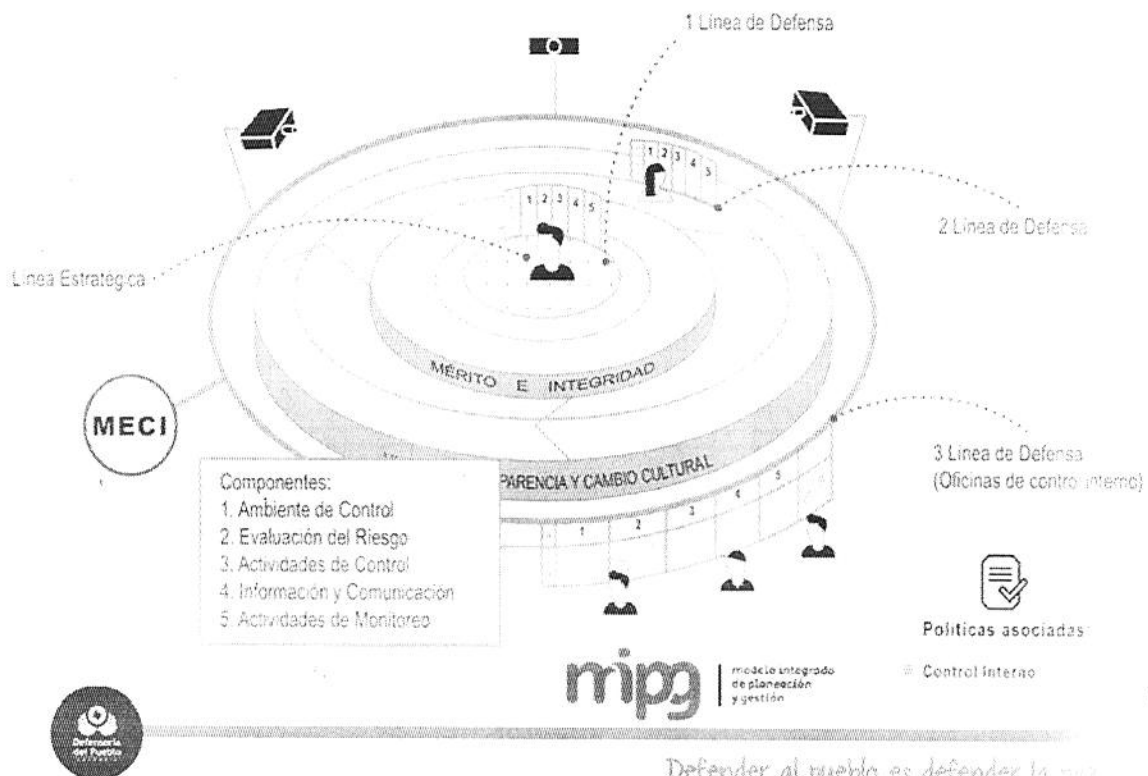 1 Línea de Defensa
1 2 3 4 5
1 2 3 4 5
2 Línea de Defensa
Línea Estratégica
MÉRITO E INTEGRIDAD
MECI
PARENCIA Y CAMBIO CULTURAL
3 Línea de Defensa
(Oficinas de control interno)
Componentes:
1. Ambiente de Control
2. Evaluación del Riesgo
3. Actividades de Control
4. Información y Comunicación
5. Actividades de Monitoreo
1 2 3 4 5
Políticas asociadas:
Control Interno
mipg
modelo integrado
de planeación
y gestión
Defensoría
del Pueblo
COLOMBIA
Defender al pueblo es defender la